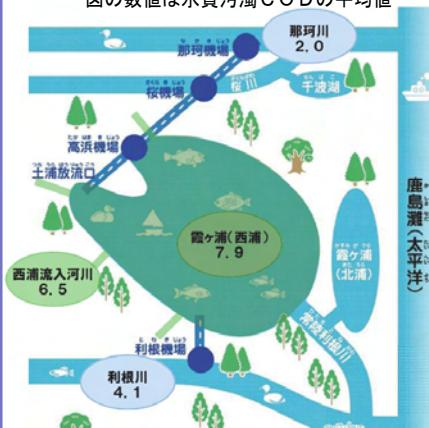 図の数値は水質汚濁ＣＯＤの平均値
那珂川
2.0
那珂機場
桜機場
桜川
千波湖
高浜機場
土浦放流口
霞ヶ浦(西浦)
7.9
霞ヶ浦
(北浦)
鹿島灘(太平洋)
西浦流入河川
6.5
常陸利根川
利根機場
利根川
4.1